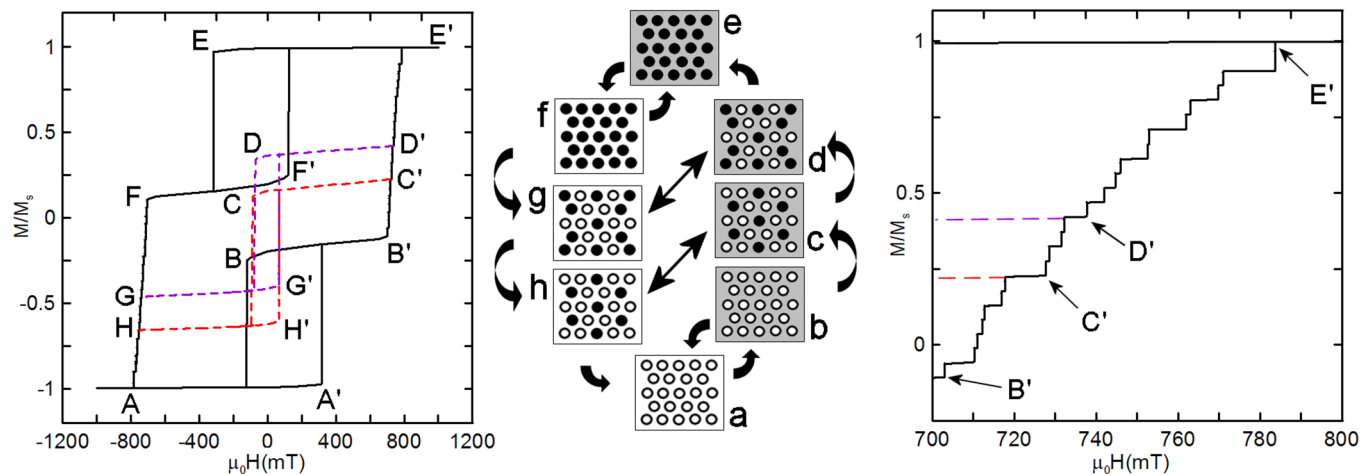 E
E'
1
0.5
0
-0.5
-1
M/Ms
D
D'
F
F'
C
C'
B
B'
G
G'
H
H'
A
A'
-1200 -800 -400 0 400 800 1200
μ0H(mT)
e
f
d
g
c
h
b
a
1
0.5
0
M/Ms
E'
D'
C'
B'
700 720 740 760 780 800
μ0H(mT)